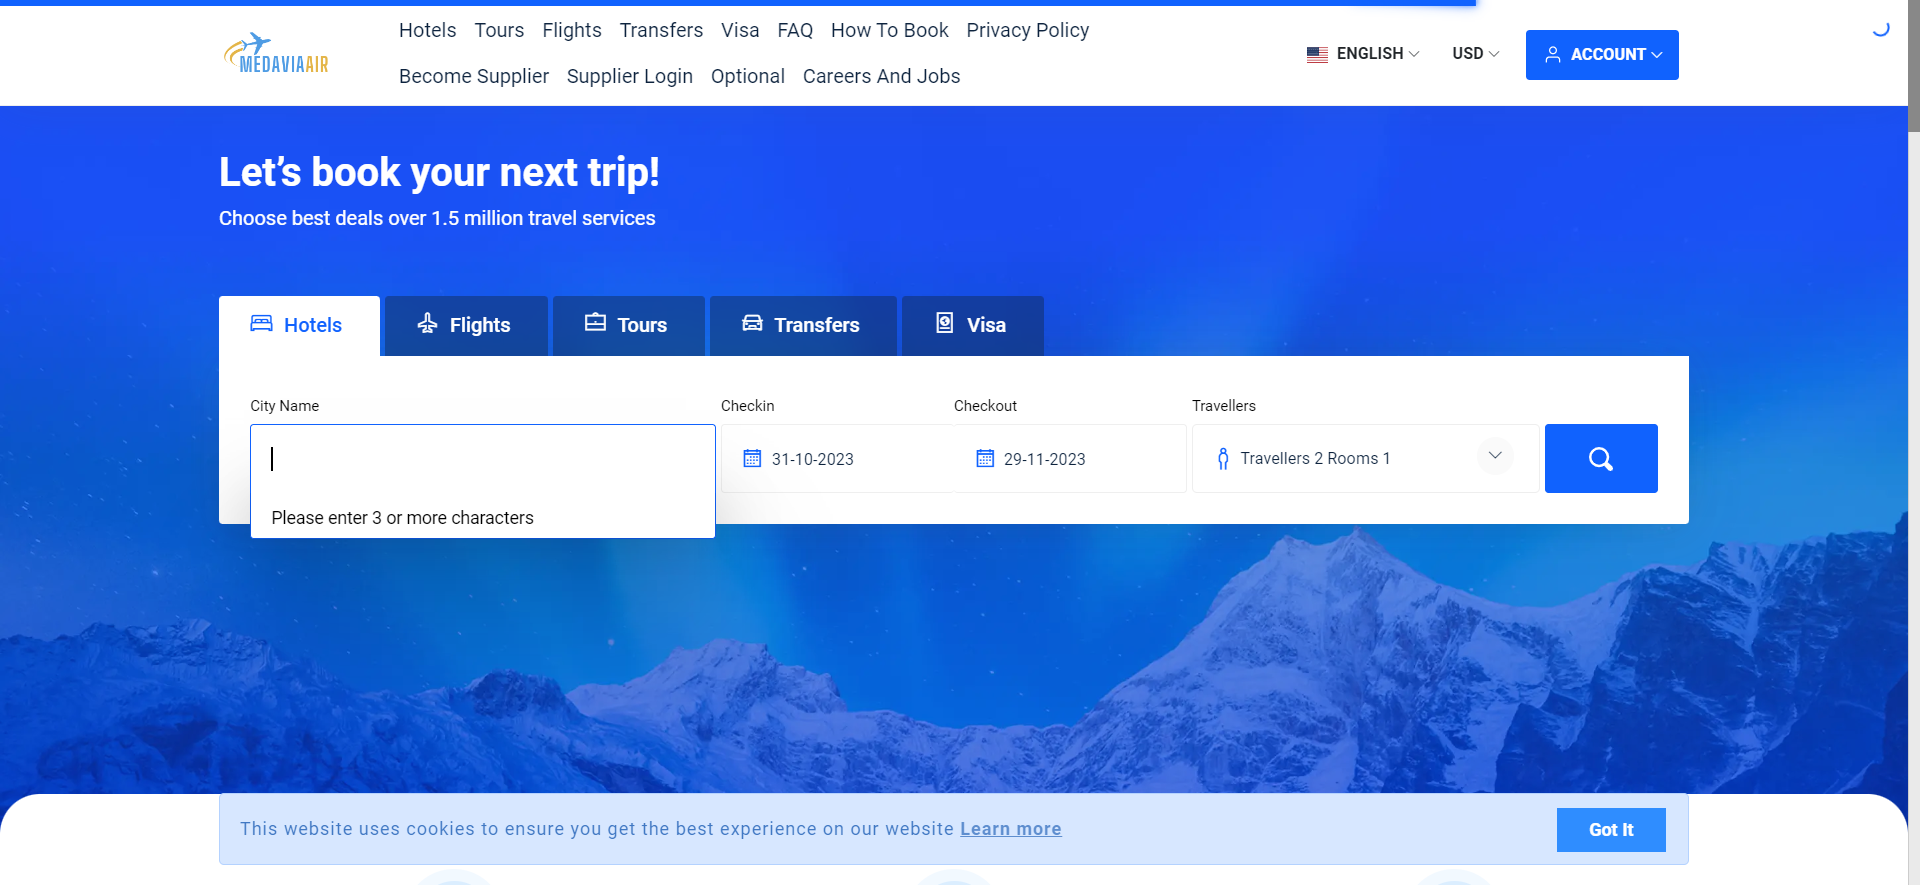 MEDAVIAAIR
Hotels Tours Flights Transfers Visa FAQ How To Book Privacy Policy
Become Supplier Supplier Login Optional Careers And Jobs
ENGLISH USD ACCOUNT
Let’s book your next trip!
Choose best deals over 1.5 million travel services
Hotels Flights Tours Transfers Visa
City Name Checkin Checkout Travellers
31-10-2023 29-11-2023 Travellers 2 Rooms 1
Please enter 3 or more characters
This website uses cookies to ensure you get the best experience on our website Learn more
Got It